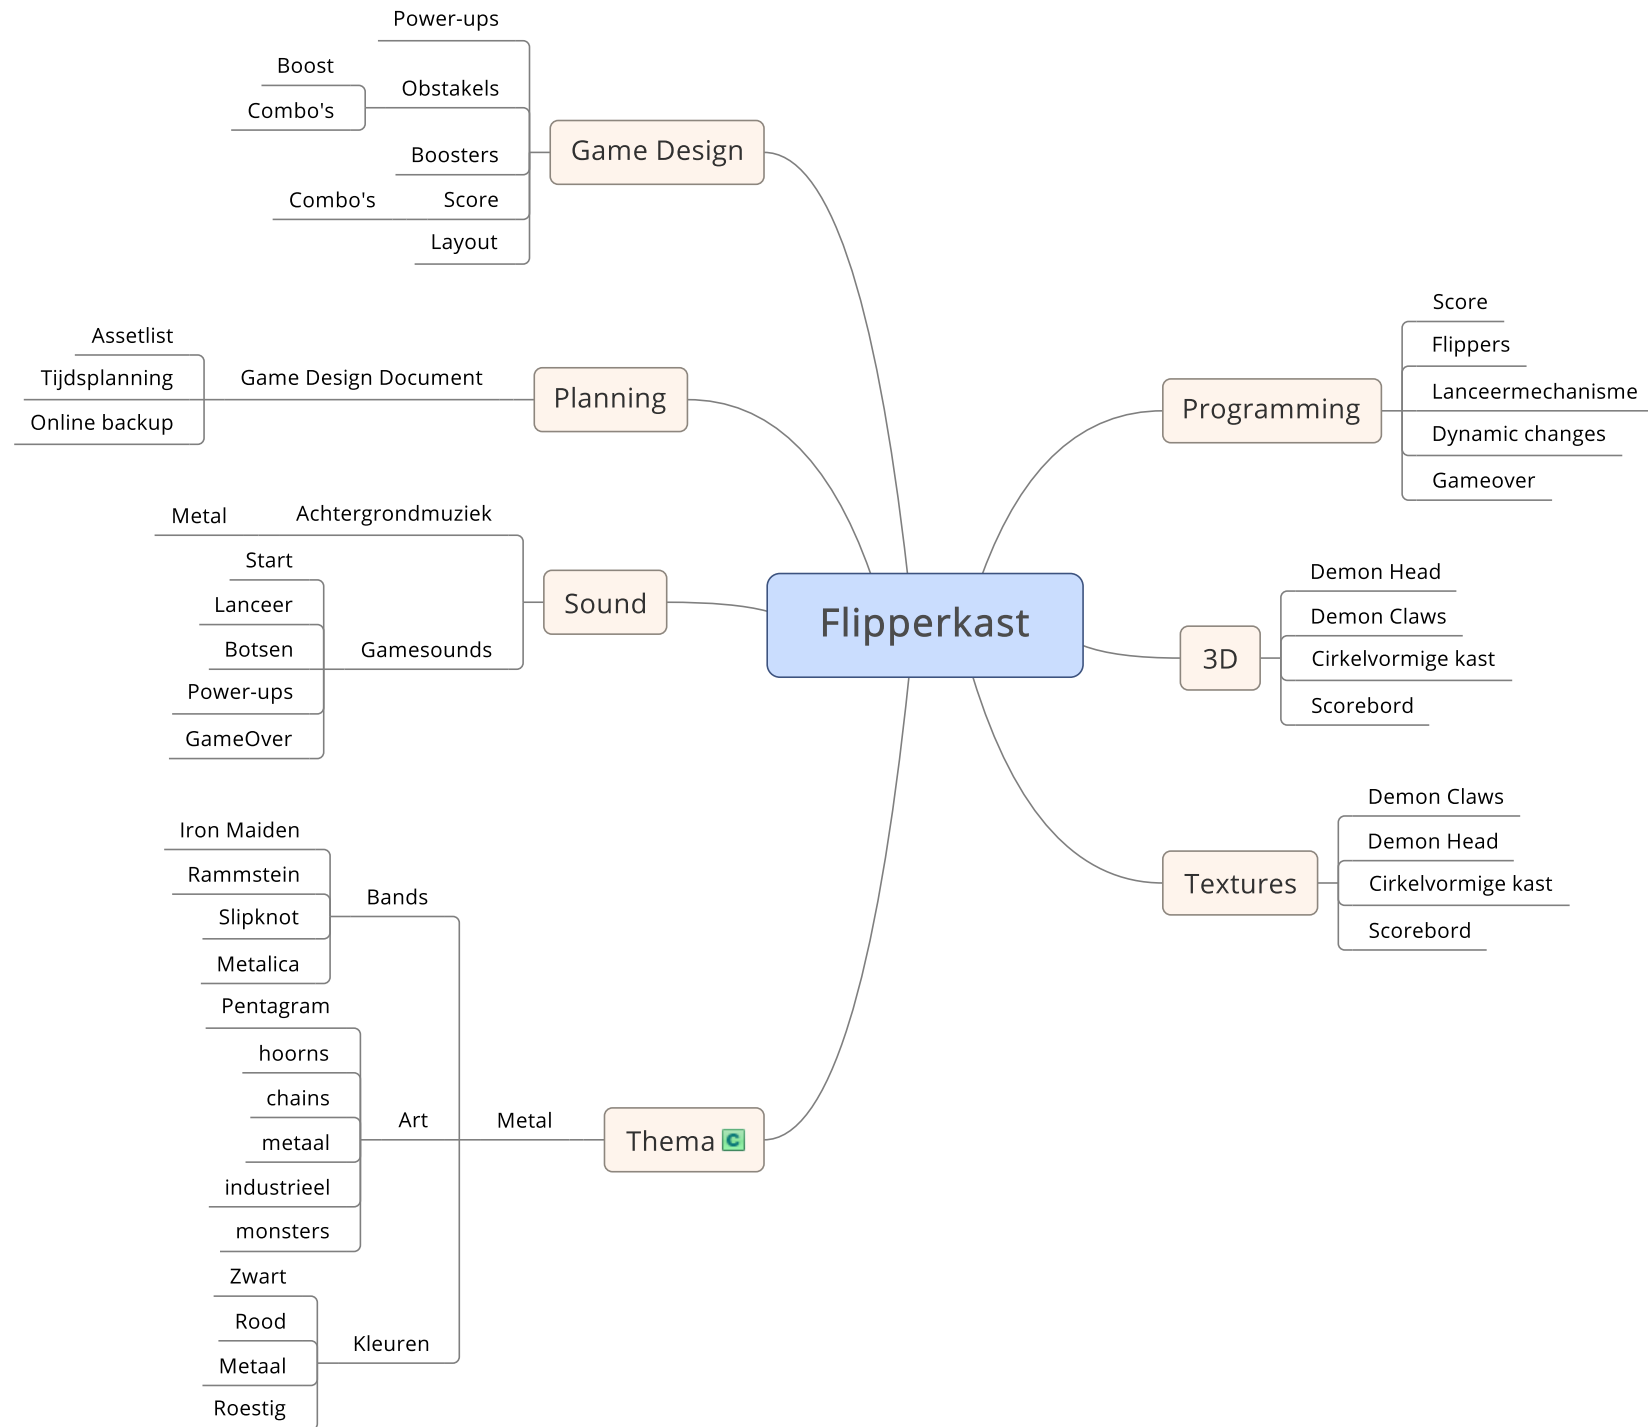 Flipperkast
Game Design
Power-ups
Obstakels
Boost
Combo's
Boosters
Score
Combo's
Layout
Planning
Game Design Document
Assetlist
Tijdsplanning
Online backup
Sound
Achtergrondmuziek
Metal
Gamesounds
Start
Lanceer
Botsen
Power-ups
GameOver
Thema C
Metal
Bands
Iron Maiden
Rammstein
Slipknot
Metalica
Art
Pentagram
hoorns
chains
metaal
industrieel
monsters
Kleuren
Zwart
Rood
Metaal
Roestig
Programming
Score
Flippers
Lanceermechanisme
Dynamic changes
Gameover
3D
Demon Head
Demon Claws
Cirkelvormige kast
Scorebord
Textures
Demon Claws
Demon Head
Cirkelvormige kast
Scorebord